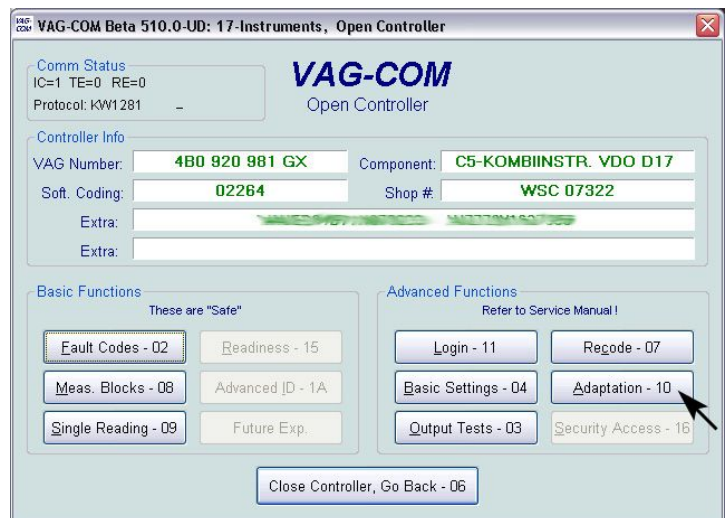 VAG-COM Beta 510.0-UD: 17-Instruments, Open Controller
Comm Status
IC=1 TE=0 RE=0
Protocol: KW1281 –
VAG-COM
Open Controller
Controller Info
VAG Number: 4B0 920 981 GX Component: C5-KOMBIINSTR. VDO D17
Soft. Coding: 02264 Shop #: WSC 07322
Extra:
Extra:
Basic Functions
These are "Safe"
Fault Codes - 02 Readiness - 15
Meas. Blocks - 08 Advanced ID - 1A
Single Reading - 09 Future Exp.
Advanced Functions
Refer to Service Manual !
Login - 11 Recode - 07
Basic Settings - 04 Adaptation - 10
Output Tests - 03 Security Access - 16
Close Controller, Go Back - 06